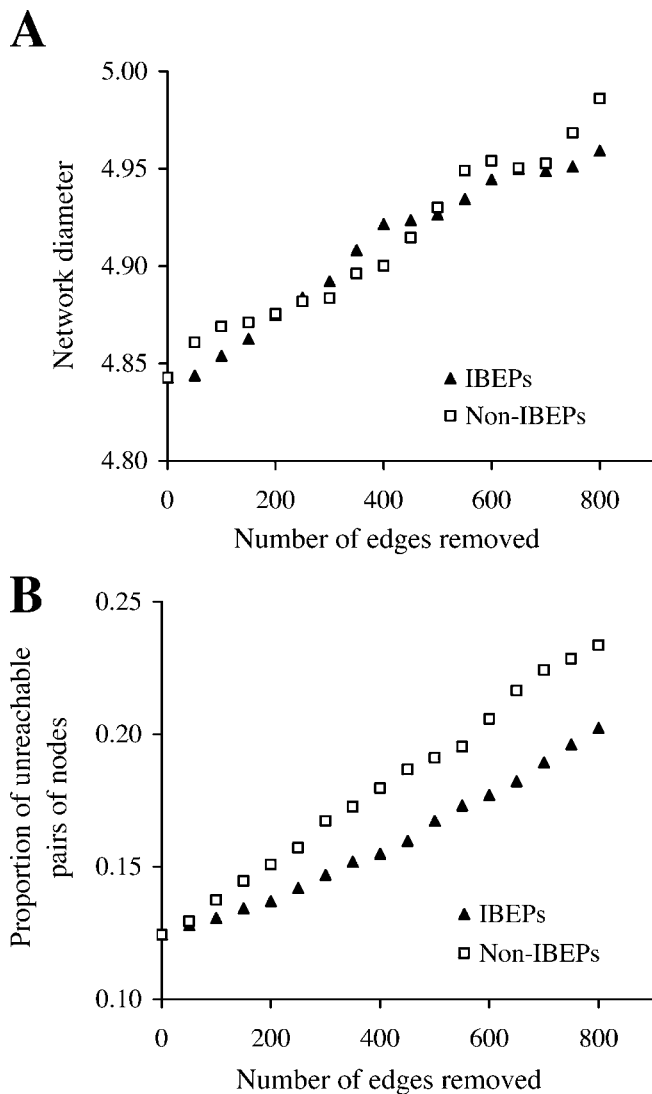 A
5.00
4.95
4.90
4.85
4.80
Network diameter
IBEPs
Non-IBEPs
0
200
400
600
800
Number of edges removed
B
0.25
0.20
0.15
0.10
Proportion of unreachable
pairs of nodes
IBEPs
Non-IBEPs
0
200
400
600
800
Number of edges removed